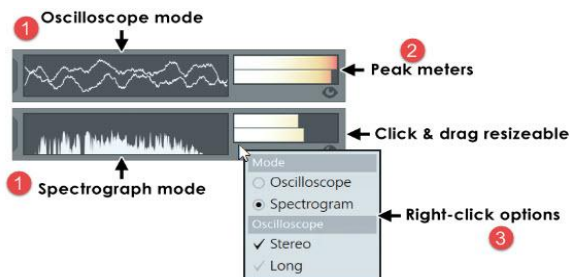 1 Oscilloscope mode
2
Peak meters
Click & drag resizeable
1 Spectrograph mode
Mode
Oscilloscope
Spectrogram
Oscilloscope
Stereo
Long
Right-click options
3